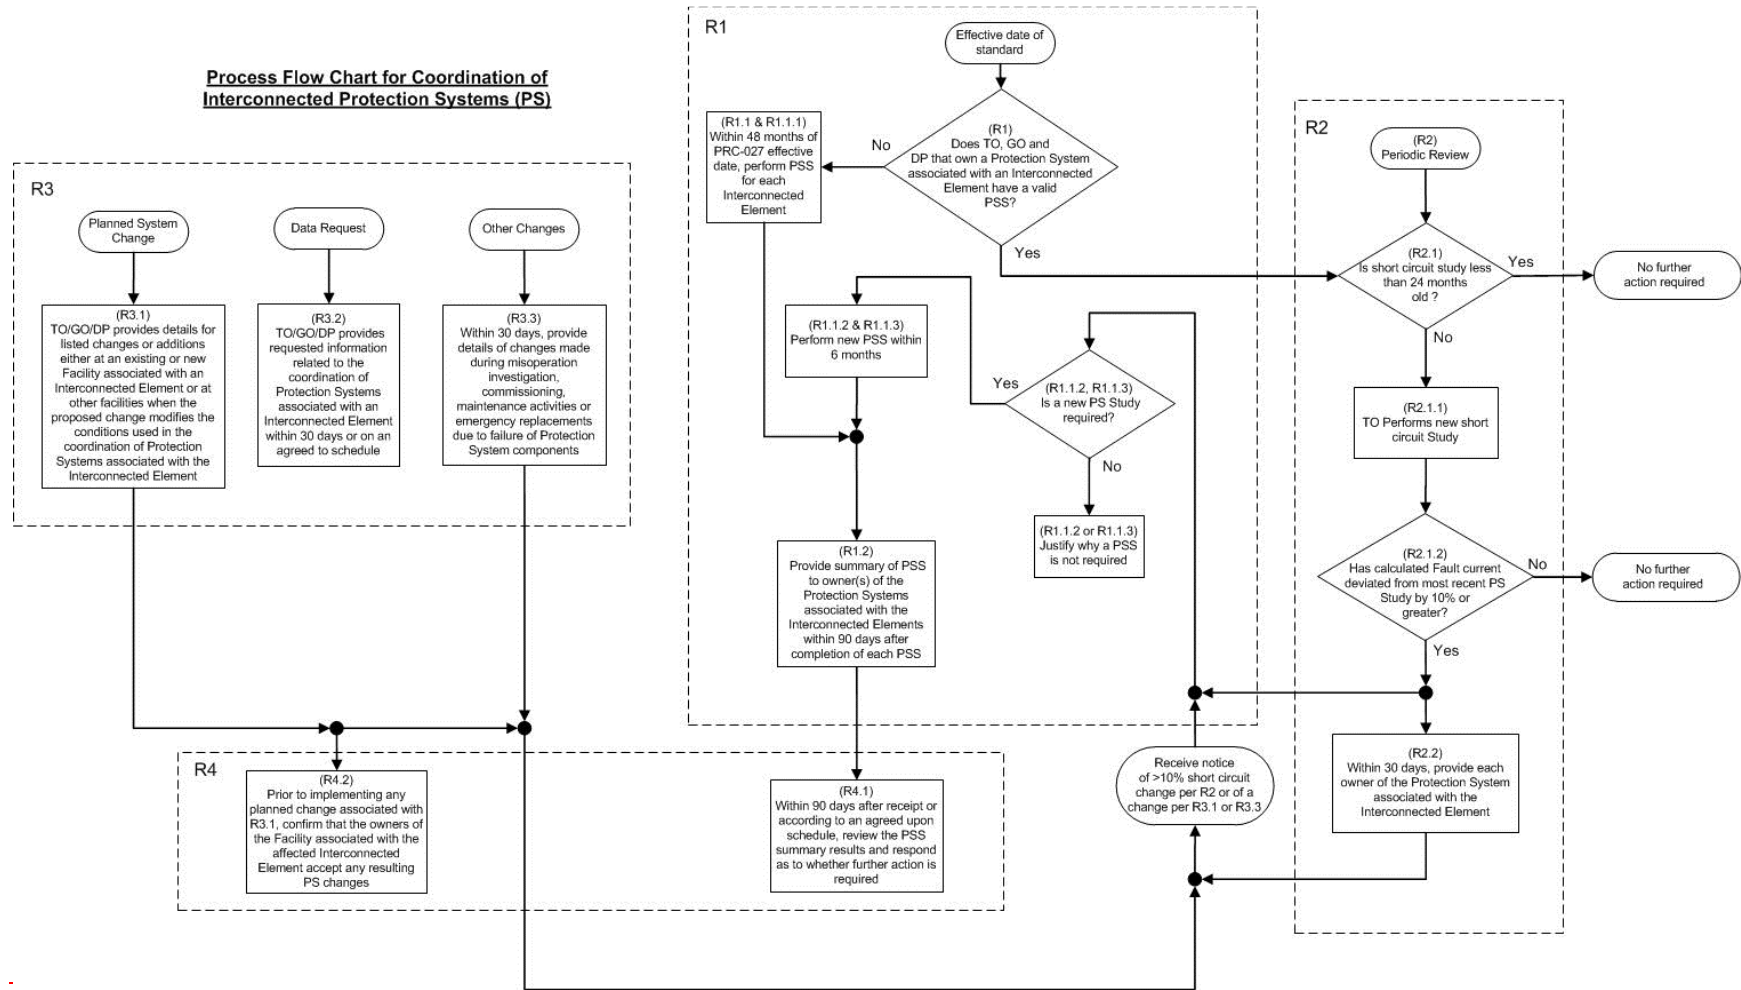 Process Flow Chart for Coordination of
Interconnected Protection Systems (PS)
R3
Planned System
Change
Data Request
Other Changes
(R3.1)
TO/GO/DP provides details for
listed changes or additions
either at an existing or new
Facility associated with an
Interconnected Element or at
other facilities when the
proposed change modifies the
conditions used in the
coordination of Protection
Systems associated with the
Interconnected Element
(R3.2)
TO/GO/DP provides
requested information
related to the
coordination of
Protection Systems
associated with an
Interconnected Element
within 30 days or on an
agreed to schedule
(R3.3)
Within 30 days, provide
details of changes made
during misoperation
investigation,
commissioning,
maintenance activities or
emergency replacements
due to failure of Protection
System components
R1
Effective date of
standard
(R1)
Does TO, GO and
DP that own a Protection System
associated with an Interconnected
Element have a valid
PSS?
No
Yes
(R1.1 & R1.1.1)
Within 48 months of
PRC-027 effective
date, perform PSS
for each
Interconnected
Element
(R1.1.2 & R1.1.3)
Perform new PSS within
6 months
Yes
(R1.1.2, R1.1.3)
Is a new PS Study
required?
No
(R1.1.2 or R1.1.3)
Justify why a PSS
is not required
(R1.2)
Provide summary of PSS
to owner(s) of the
Protection Systems
associated with the
Interconnected Elements
within 90 days after
completion of each PSS
R2
(R2)
Periodic Review
(R2.1)
Is short circuit study less
than 24 months
old ?
Yes
No further
action required
No
(R2.1.1)
TO Performs new short
circuit Study
(R2.1.2)
Has calculated Fault current
deviated from most recent PS
Study by 10% or
greater?
No
No further
action required
Yes
(R2.2)
Within 30 days, provide each
owner of the Protection System
associated with the
Interconnected Element
Receive notice
of >10% short circuit
change per R2 or of a
change per R3.1 or R3.3
R4
(R4.2)
Prior to implementing any
planned change associated with
R3.1, confirm that the owners of
the Facility associated with the
affected Interconnected
Element accept any resulting
PS changes
(R4.1)
Within 90 days after receipt or
according to an agreed upon
schedule, review the PSS
summary results and respond
as to whether further action is
required